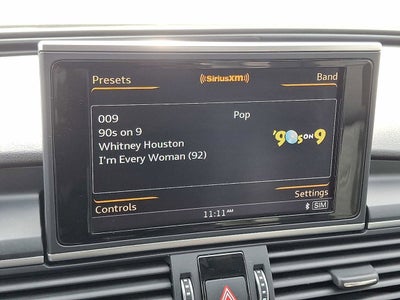 Presets
((SiriusXM))
Band
009 Pop
90s on 9
Whitney Houston
I'm Every Woman (92)
'90s ON 9
Controls
Settings
11:11 AM
SIM